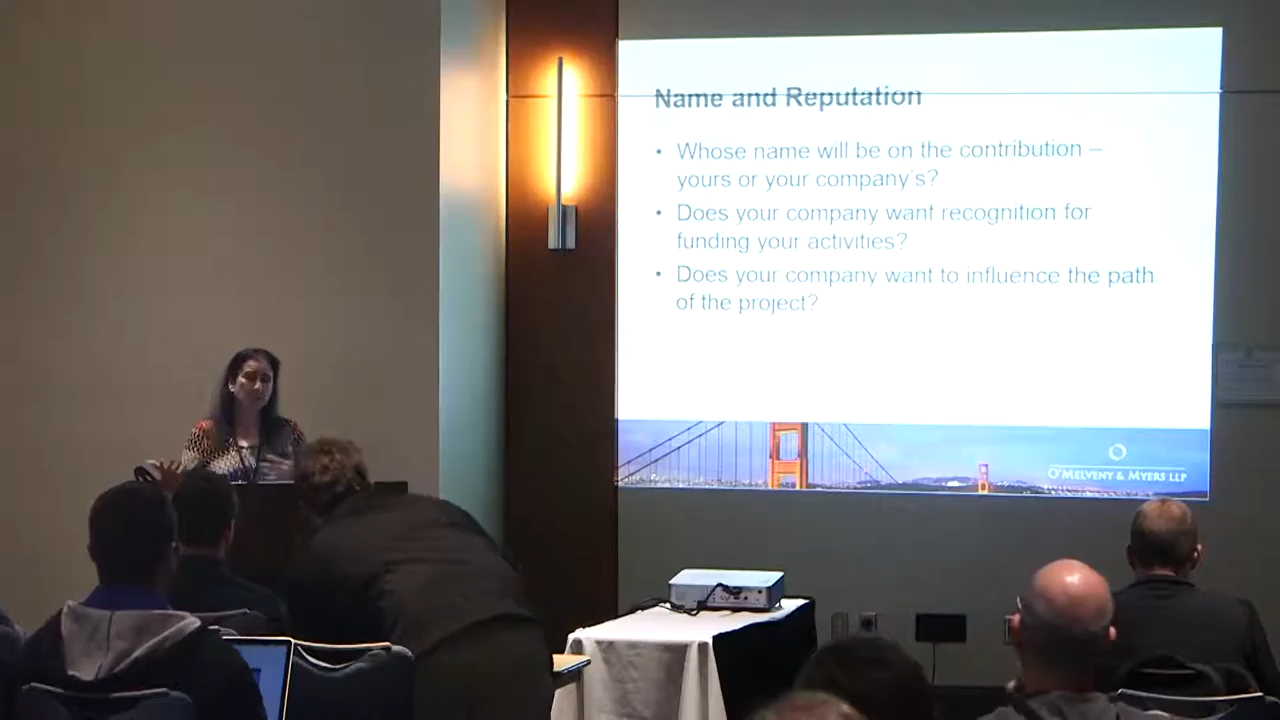 Name and Reputation
• Whose name will be on the contribution –
yours or your company's?
• Does your company want recognition for
funding your activities?
• Does your company want to influence the path
of the project?
O'MELVENY & MYERS LLP